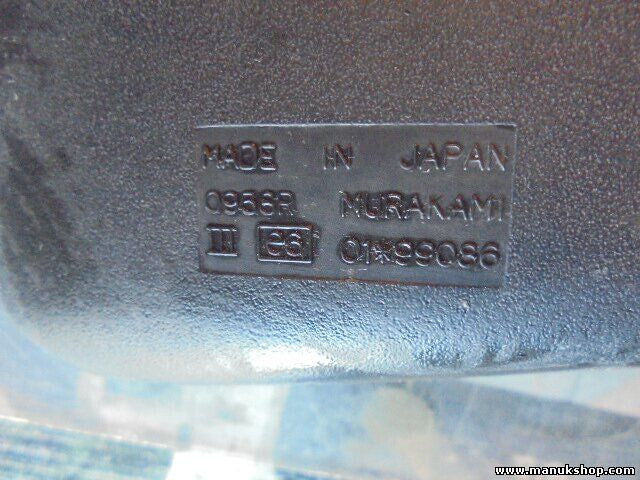 MADE IN JAPAN
0956R MURAKAMI
III e6 01*99086
www.manukshop.com